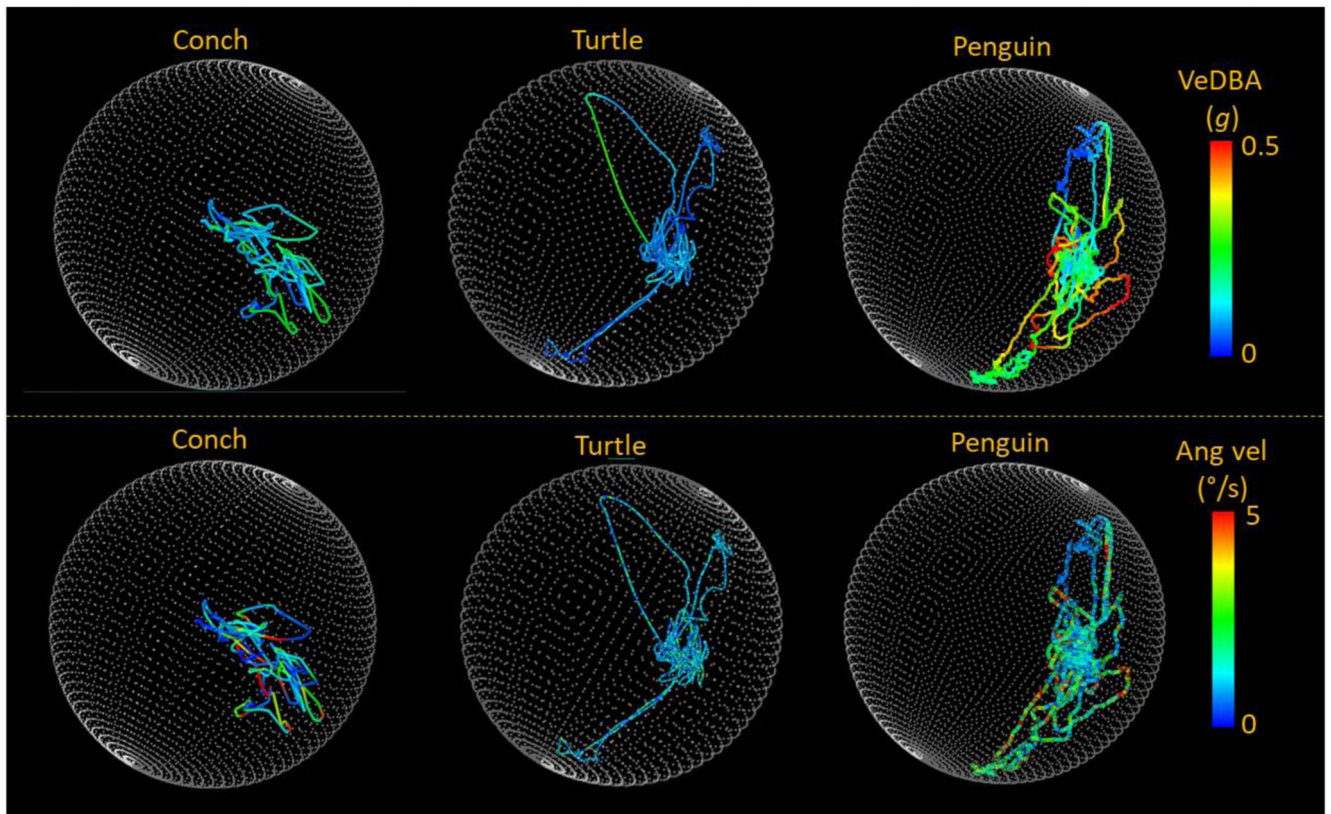 Conch
Turtle
Penguin
VeDBA
(g)
0.5
0
Conch
Turtle
Penguin
Ang vel
(°/s)
5
0